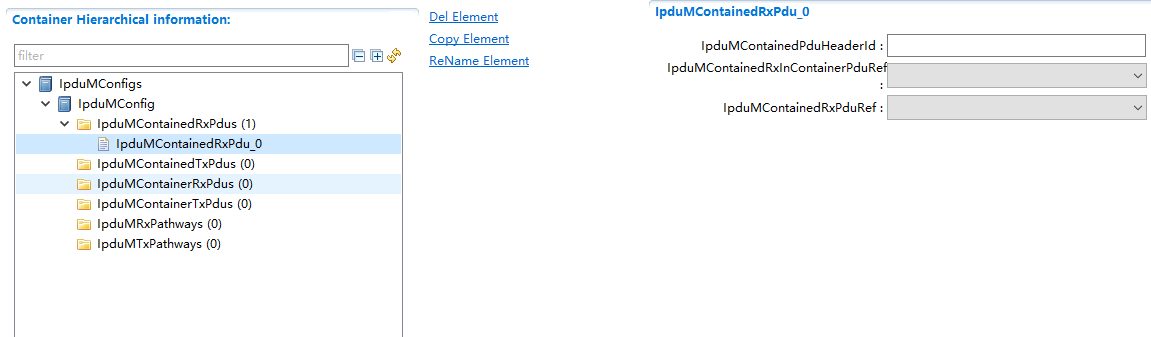 Container Hierarchical information:
filter
IpduMConfigs
IpduMConfig
IpduMContainedRxPdus (1)
IpduMContainedRxPdu_0
IpduMContainedTxPdus (0)
IpduMContainerRxPdus (0)
IpduMContainerTxPdus (0)
IpduMRxPathways (0)
IpduMTxPathways (0)
Del Element
Copy Element
ReName Element
IpduMContainedRxPdu_0
IpduMContainedPduHeaderId :
IpduMContainedRxInContainerPduRef
:
IpduMContainedRxPduRef :